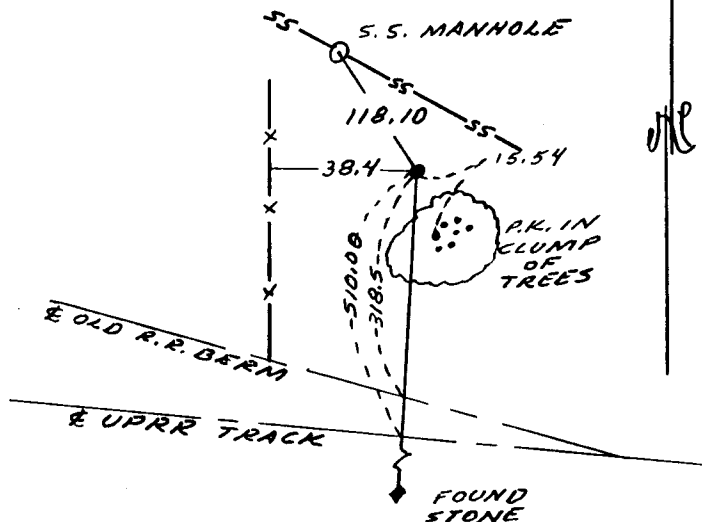 SS
S.S. MANHOLE
SS
SS
118.10
15.54
38.4
P.K. IN
CLUMP
OF
TREES
510.08
318.5
℄ OLD R.R. BERM
℄ UPRR TRACK
FOUND
STONE